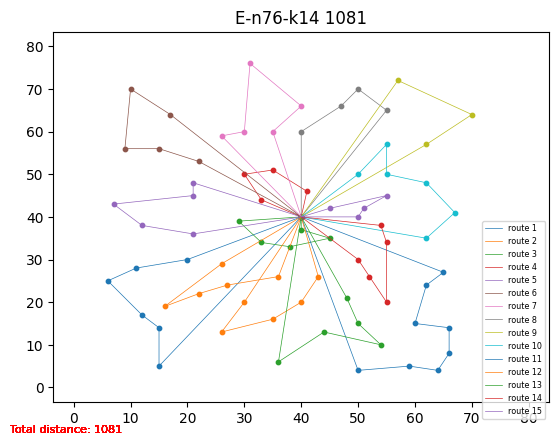 E-n76-k14 1081
80
70
60
50
40
30
20
10
0
0
10
20
30
40
50
60
70
80
route 1
route 2
route 3
route 4
route 5
route 6
route 7
route 8
route 9
route 10
route 11
route 12
route 13
route 14
route 15
Total distance: 1081